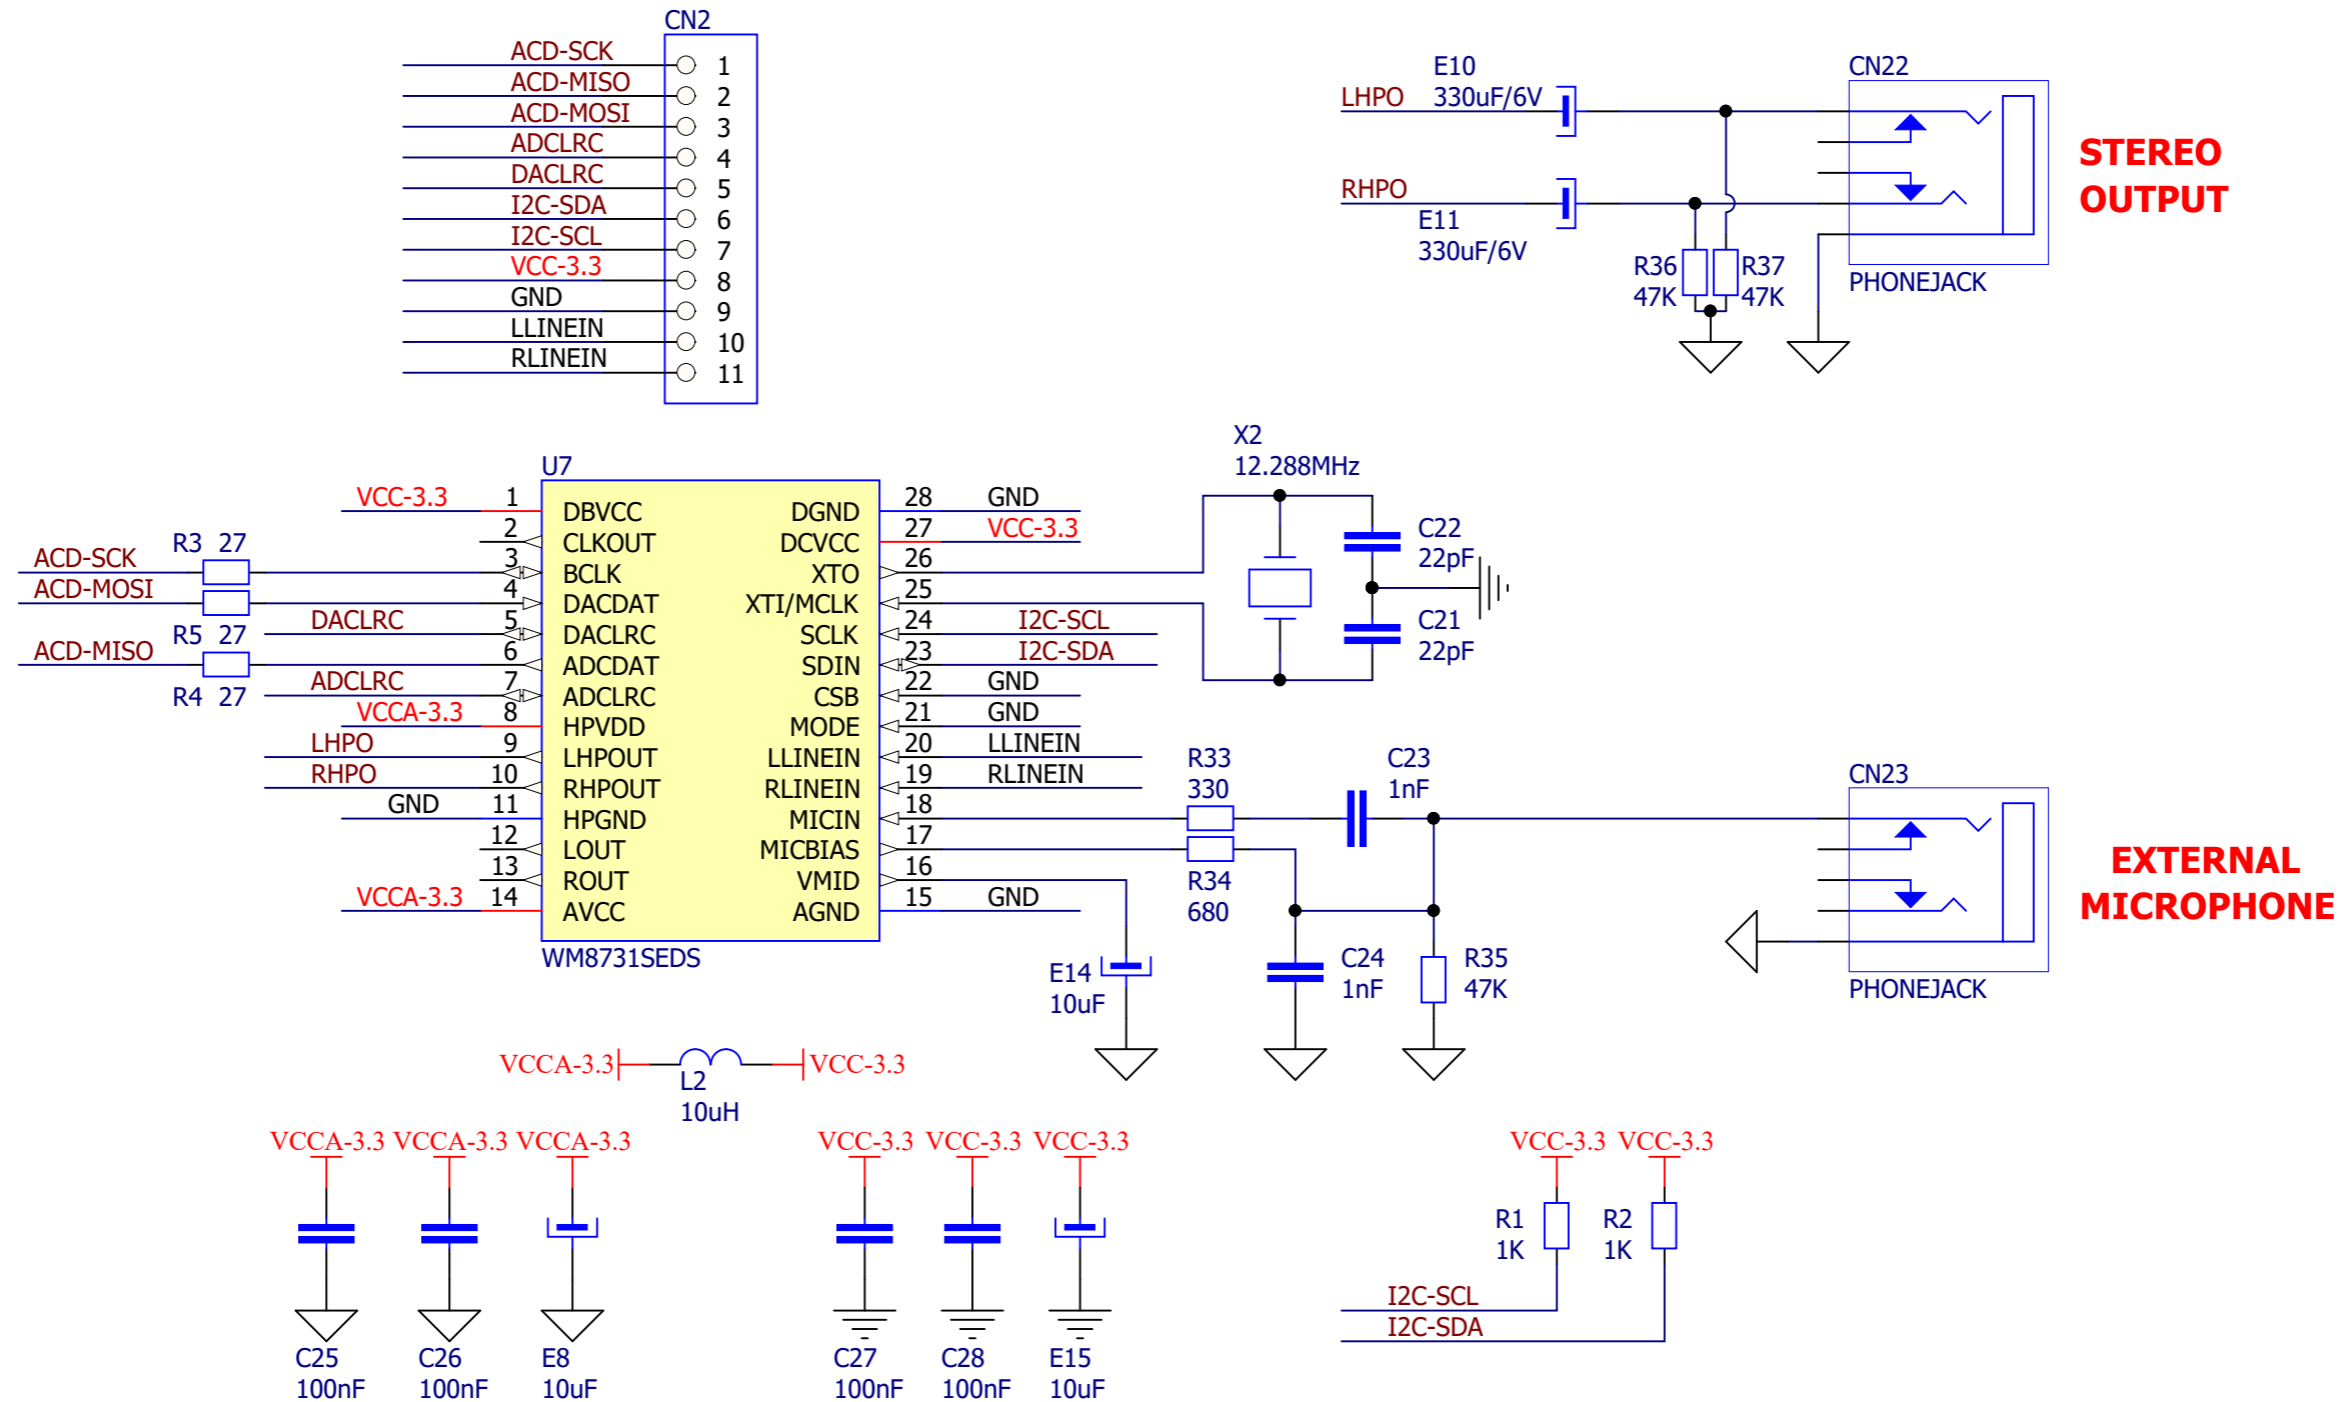 CN2
ACD-SCK 1
ACD-MISO 2
ACD-MOSI 3
ADCLRC 4
DACLRC 5
I2C-SDA 6
I2C-SCL 7
VCC-3.3 8
GND 9
LLINEIN 10
RLINEIN 11
E10
330uF/6V
LHPO
RHPO
E11
330uF/6V
R36
47K
R37
47K
CN22
PHONEJACK
STEREO
OUTPUT
U7
VCC-3.3 1 DBVCC
2 CLKOUT
R3 27
ACD-SCK 3 BCLK
ACD-MOSI 4 DACDAT
R5 27
DACLRC 5 DACLRC
ACD-MISO 6 ADCDAT
R4 27
ADCLRC 7 ADCLRC
VCCA-3.3 8 HPVDD
LHPO 9 LHPOUT
RHPO 10 RHPOUT
GND 11 HPGND
12 LOUT
13 ROUT
VCCA-3.3 14 AVCC
DGND 28 GND
DCVCC 27 VCC-3.3
XTO 26
XTI/MCLK 25
SCLK 24 I2C-SCL
SDIN 23 I2C-SDA
CSB 22 GND
MODE 21 GND
LLINEIN 20 LLINEIN
RLINEIN 19 RLINEIN
MICIN 18
MICBIAS 17
VMID 16
AGND 15 GND
WM8731SEDS
X2
12.288MHz
C22
22pF
C21
22pF
R33
330
C23
1nF
R34
680
E14
10uF
C24
1nF
R35
47K
CN23
PHONEJACK
EXTERNAL
MICROPHONE
VCCA-3.3 VCC-3.3
L2
10uH
VCCA-3.3 VCCA-3.3 VCCA-3.3
C25
100nF
C26
100nF
E8
10uF
VCC-3.3 VCC-3.3 VCC-3.3
C27
100nF
C28
100nF
E15
10uF
VCC-3.3 VCC-3.3
R1
1K
R2
1K
I2C-SCL
I2C-SDA